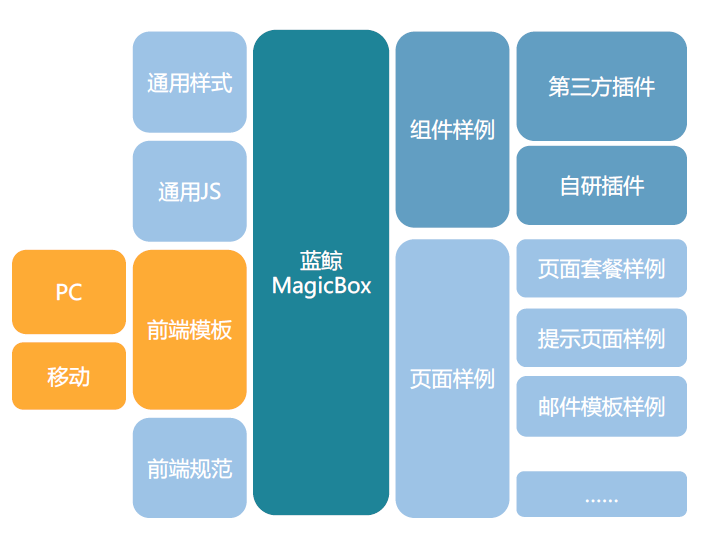 通用样式
通用JS
PC
移动
前端模板
前端规范
蓝鲸
MagicBox
组件样例
第三方插件
自研插件
页面样例
页面套餐样例
提示页面样例
邮件模板样例
......